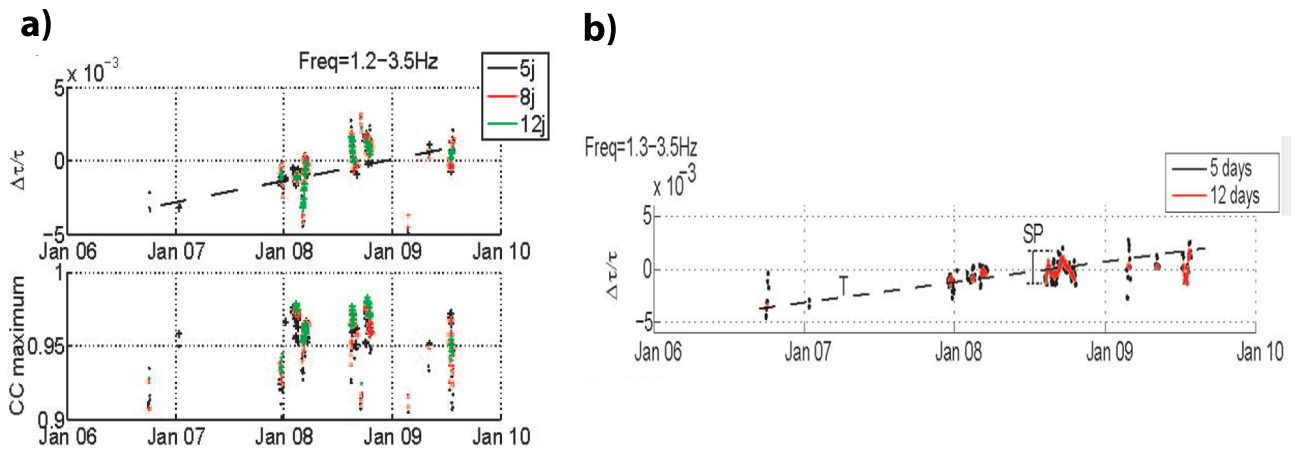 a)
Freq=1.2−3.5Hz
x 10−3
5j
8j
12j
5
0
−5
Δτ/τ
Jan 06 Jan 07 Jan 08 Jan 09 Jan 10
1
0.95
0.9
CC maximum
Jan 06 Jan 07 Jan 08 Jan 09 Jan 10
b)
Freq=1.3−3.5Hz
x 10−3
5 days
12 days
5
0
−5
Δτ/τ
T
SP
Jan 06 Jan 07 Jan 08 Jan 09 Jan 10